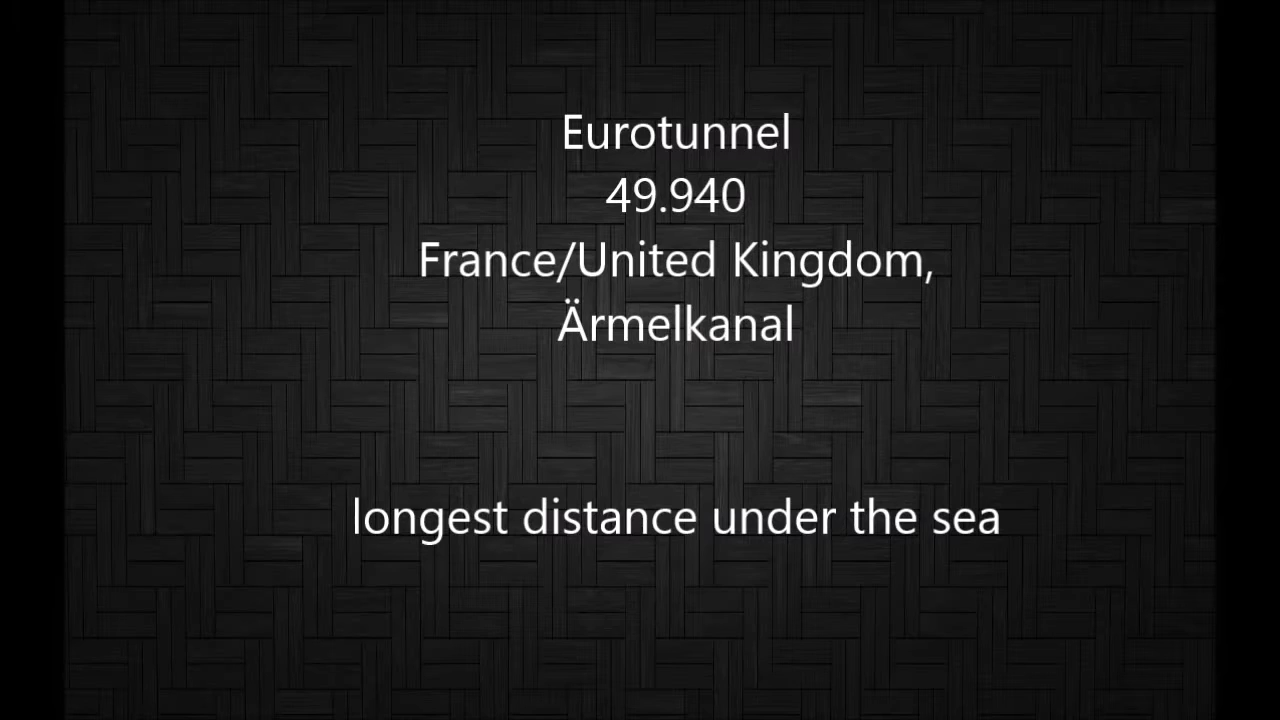 Eurotunnel
49.940
France/United Kingdom,
Ärmelkanal
longest distance under the sea